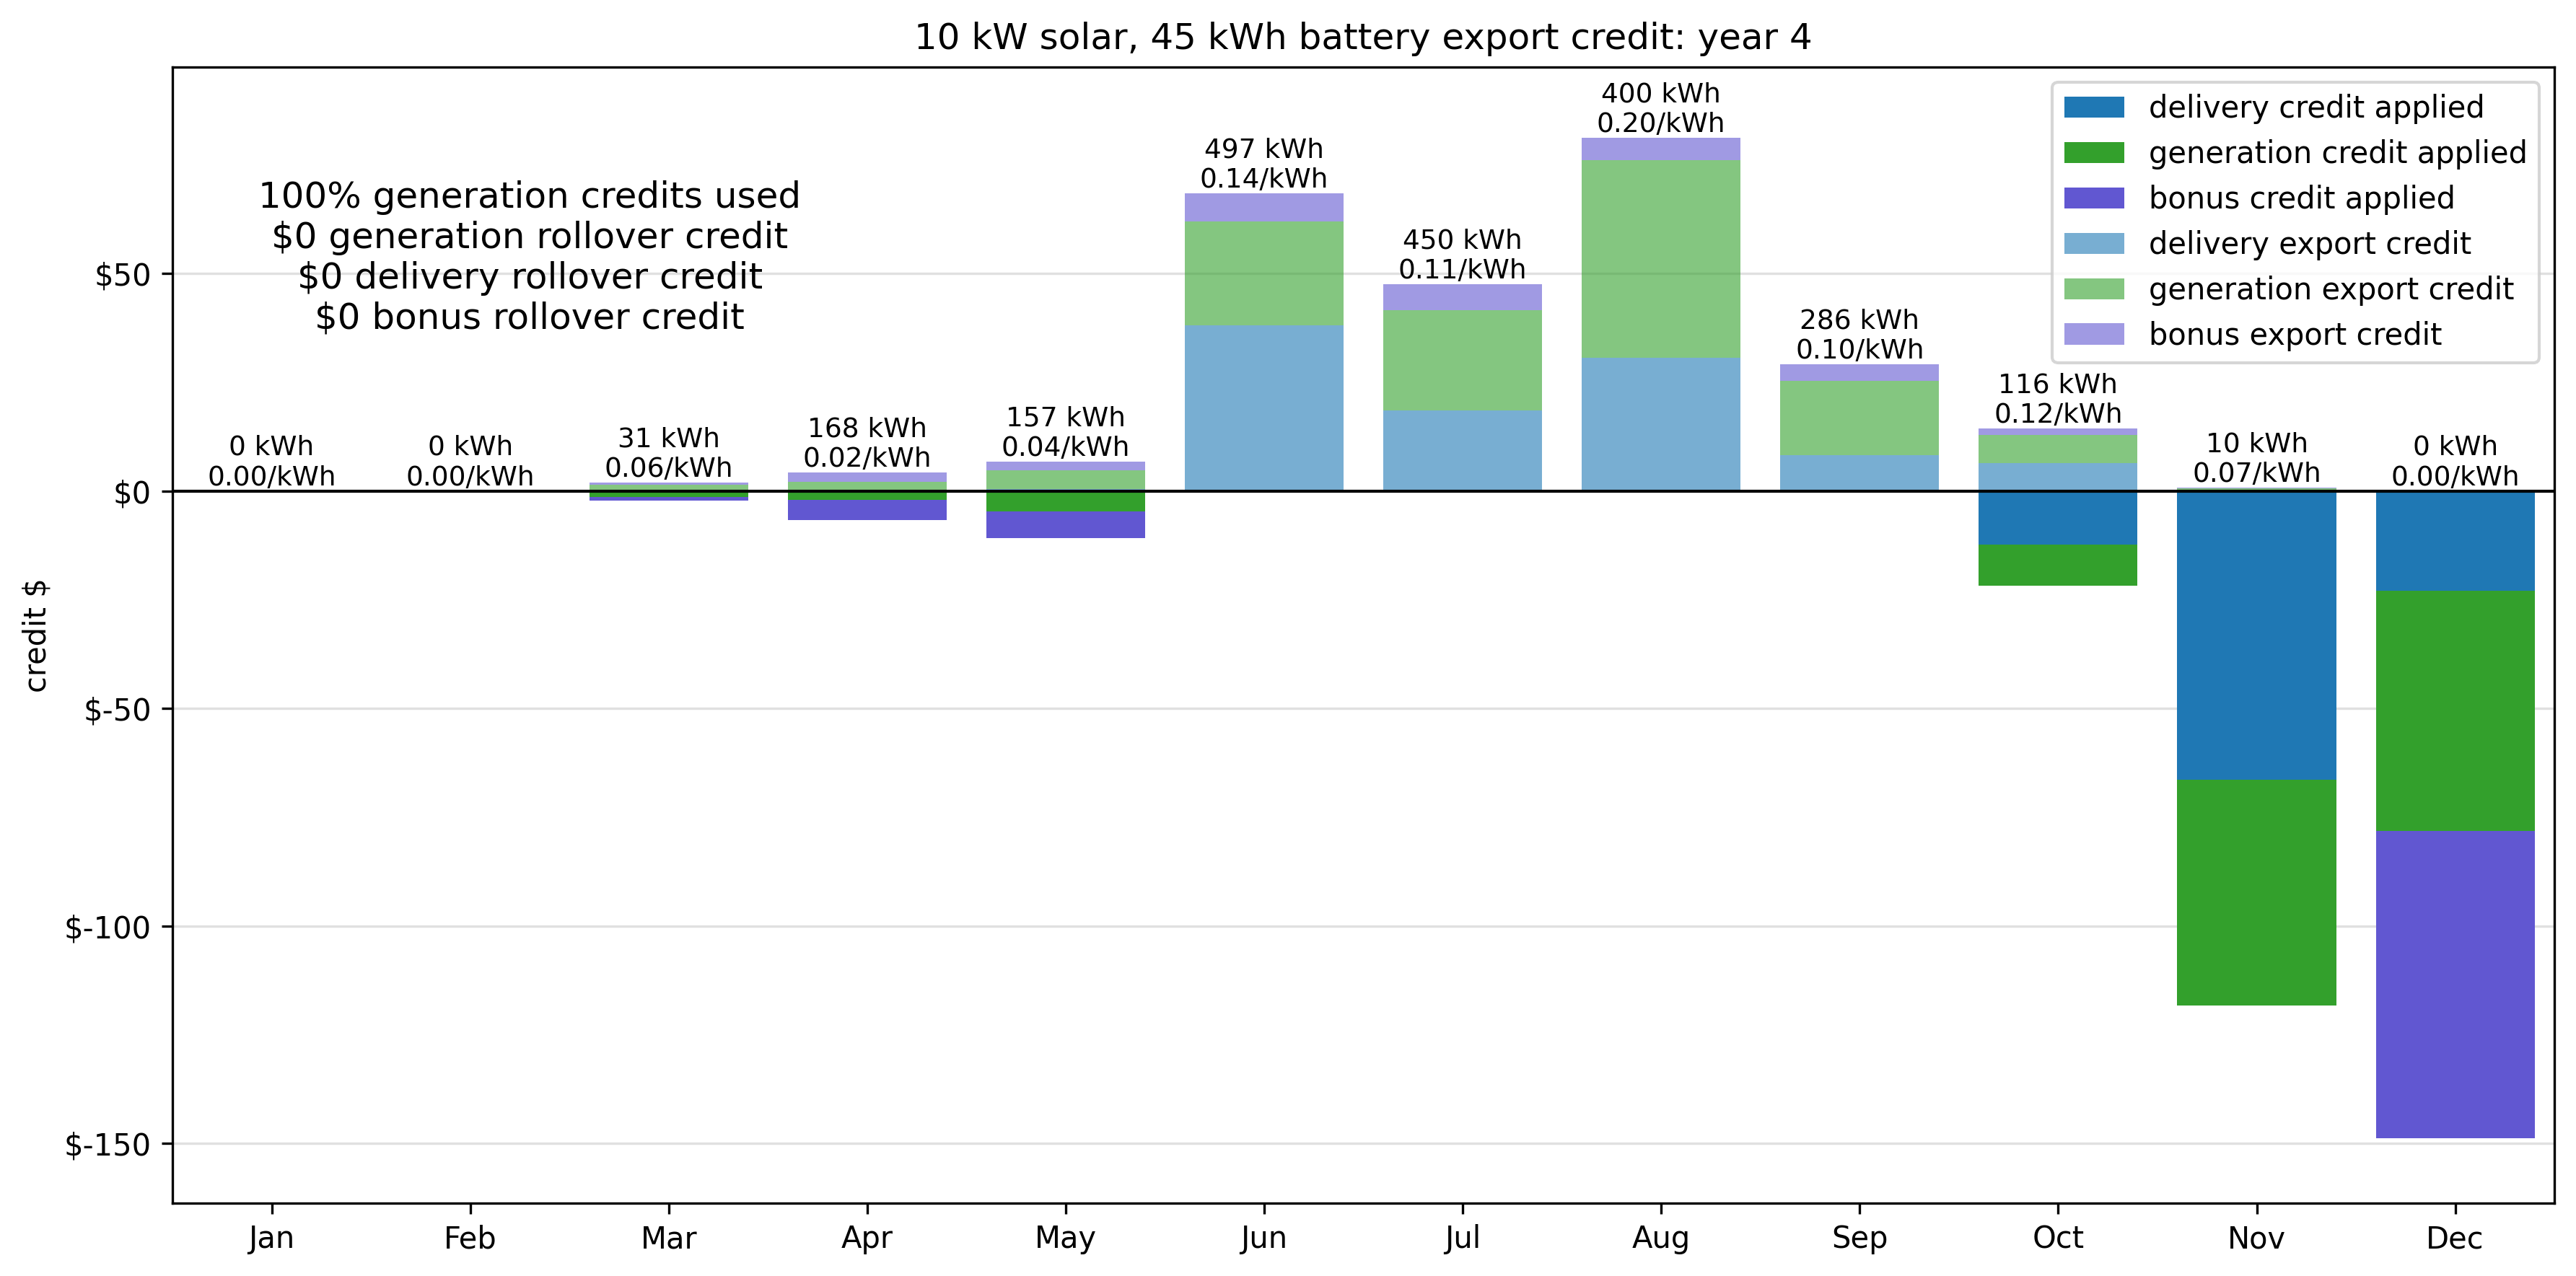 10 kW solar, 45 kWh battery export credit: year 4
delivery credit applied
generation credit applied
bonus credit applied
delivery export credit
generation export credit
bonus export credit
100% generation credits used
$0 generation rollover credit
$0 delivery rollover credit
$0 bonus rollover credit
0 kWh
0.00/kWh
0 kWh
0.00/kWh
31 kWh
0.06/kWh
168 kWh
0.02/kWh
157 kWh
0.04/kWh
497 kWh
0.14/kWh
450 kWh
0.11/kWh
400 kWh
0.20/kWh
286 kWh
0.10/kWh
116 kWh
0.12/kWh
10 kWh
0.07/kWh
0 kWh
0.00/kWh
credit $
$50
$0
$-50
$-100
$-150
Jan
Feb
Mar
Apr
May
Jun
Jul
Aug
Sep
Oct
Nov
Dec